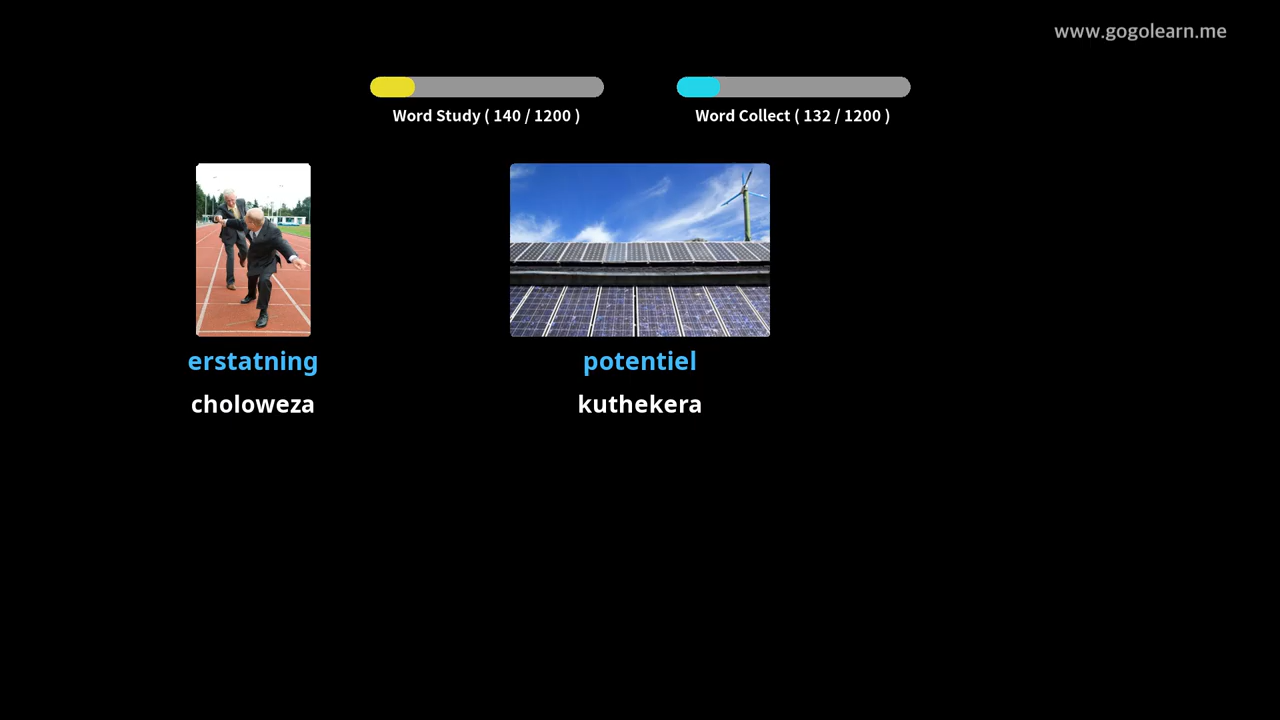 www.gogolearn.me
Word Study ( 140 / 1200 )
Word Collect ( 132 / 1200 )
erstatning
potentiel
choloweza
kuthekera